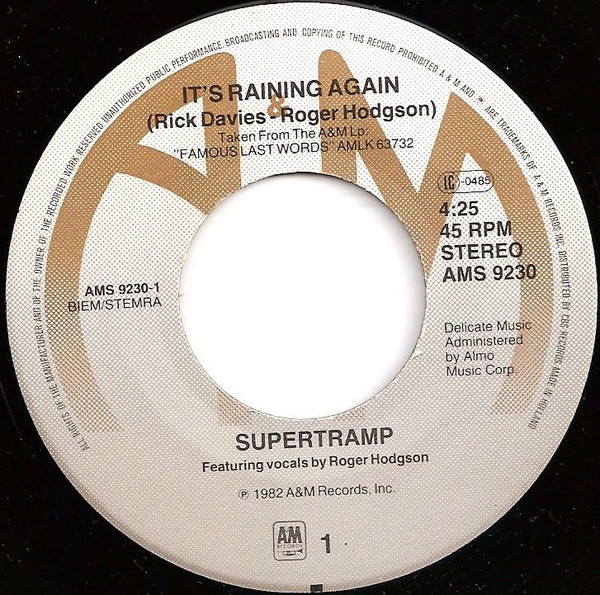 ALL RIGHTS OF THE MANUFACTURER AND OF THE OWNER OF THE RECORDED WORK RESERVED UNAUTHORIZED PUBLIC PERFORMANCE, BROADCASTING AND COPYING OF THIS RECORD PROHIBITED A & M AND ARE TRADEMARKS OF A & M RECORDS INC. DISTRIBUTED BY CBS RECORDS MADE IN HOLLAND
A&M
IT'S RAINING AGAIN
(Rick Davies - Roger Hodgson)
Taken From The A&M Lp:
"FAMOUS LAST WORDS" AMLK 63732
LC -0485
4:25
45 RPM
STEREO
AMS 9230
AMS 9230-1
BIEM/STEMRA
Delicate Music
Administered
by Almo
Music Corp.
SUPERTRAMP
Featuring vocals by Roger Hodgson
℗ 1982 A&M Records, Inc.
A&M
RECORDS
1